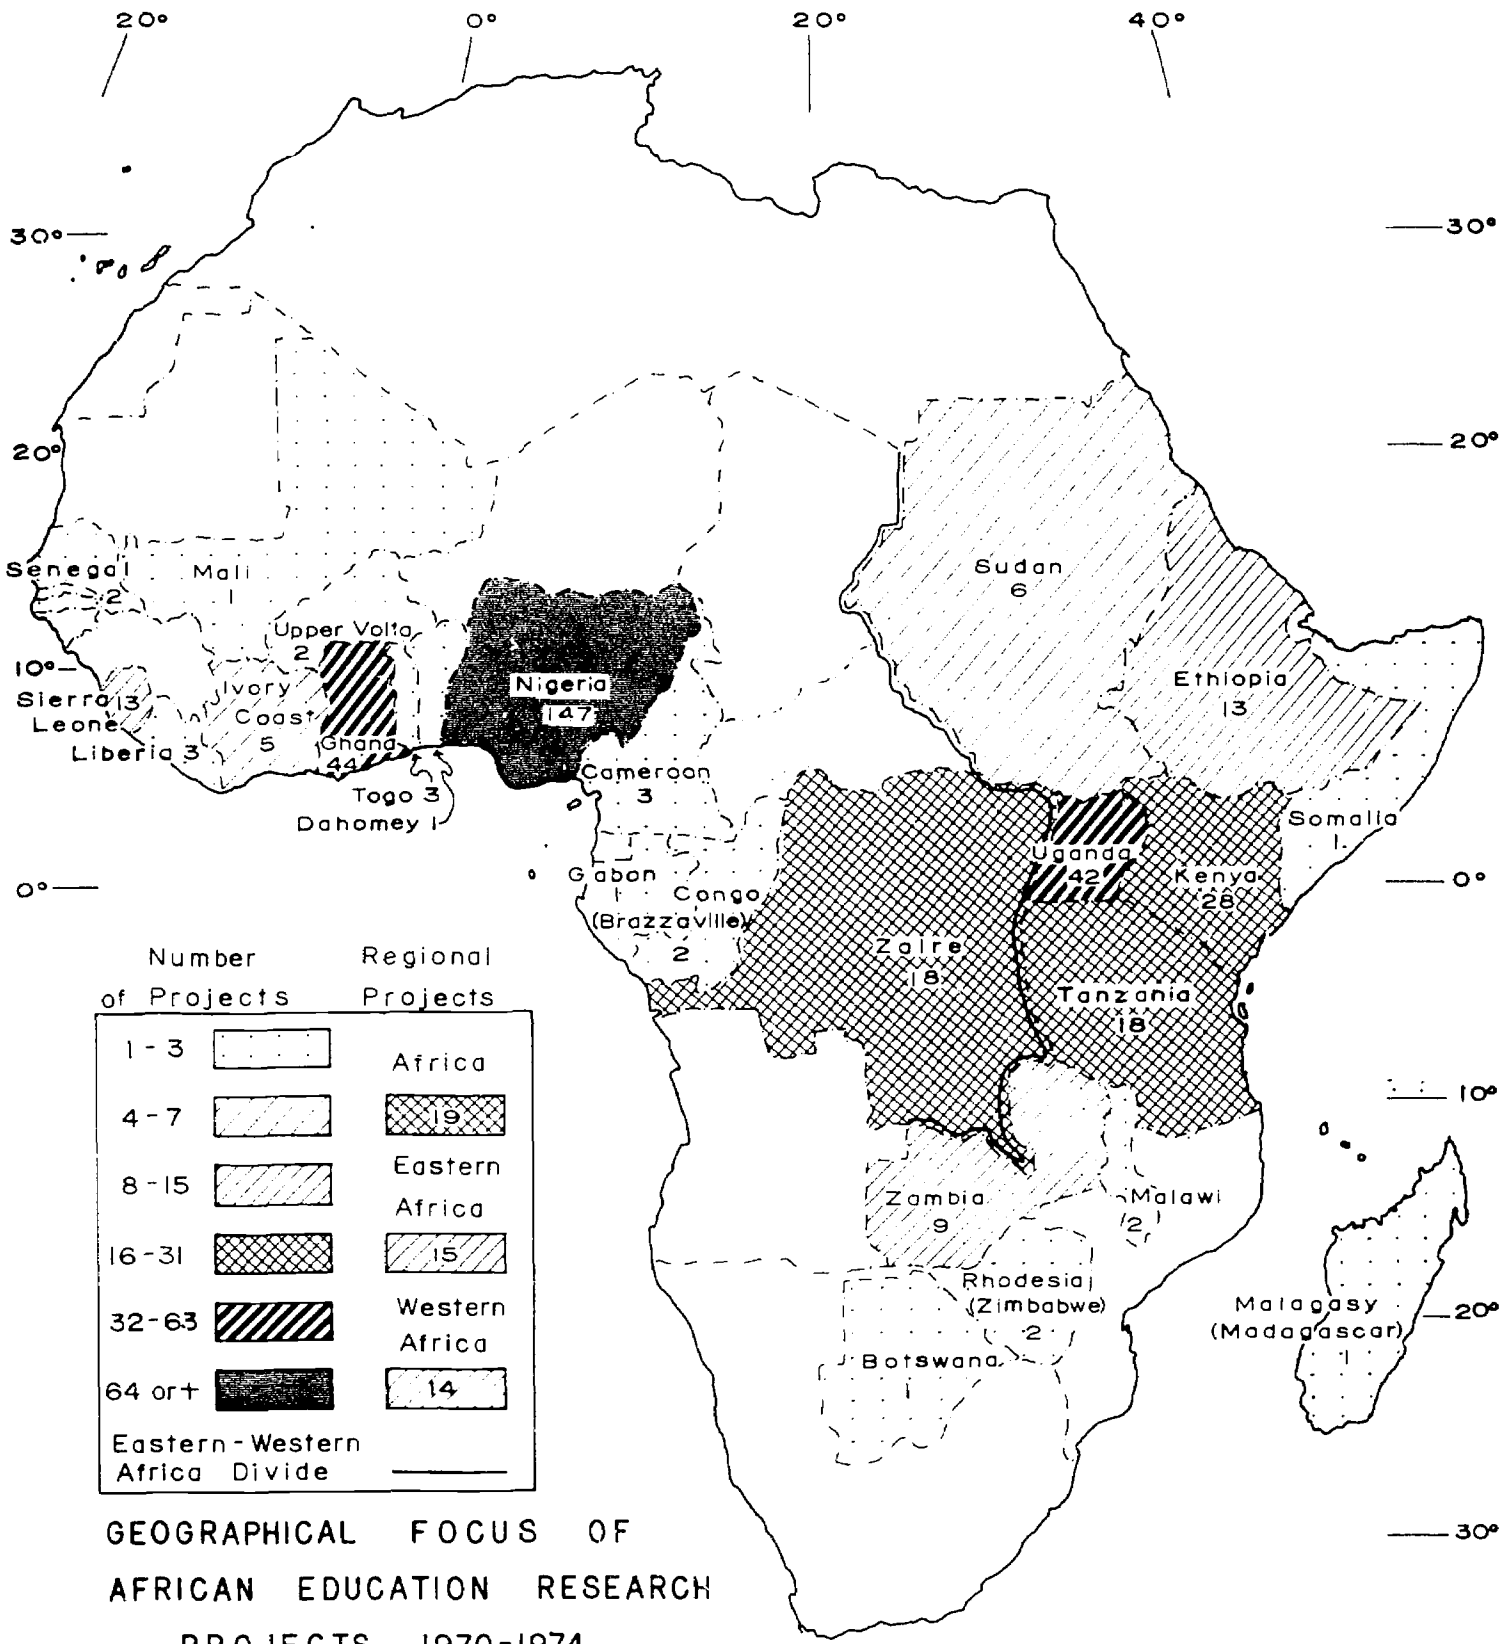 20° 0° 20° 40°
30° 30°
20° 20°
Sudan
6
Senegal
2
Mali
1
Upper Volta
2
10°
Nigeria
147
Ethiopia
13
Sierra 13
Leone
Ivory
Coast
5
Liberia 3
Ghana
44
Togo 3
Dahomey 1
Cameroon
3
Somalia
1
Uganda
42
Kenya
28
0° 0°
Gabon
1
Congo
(Brazzaville)
2
Zaire
18
Tanzania
18
10°
Zambia
9
Malawi
2
Rhodesia
(Zimbabwe)
2
Malagasy
(Madagascar)
1
20°
Botswana
1
30°
Number
of Projects
Regional
Projects
1-3
4-7
8-15
16-31
32-63
64 or+
Africa
19
Eastern
Africa
15
Western
Africa
14
Eastern-Western
Africa Divide
GEOGRAPHICAL FOCUS OF
AFRICAN EDUCATION RESEARCH
PROJECTS 1970-1974